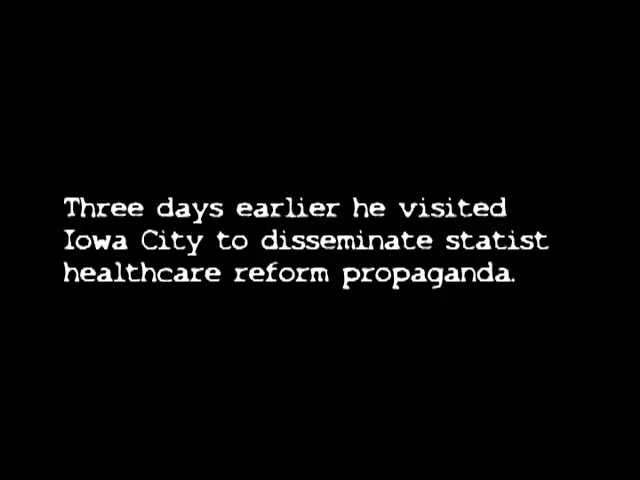 Three days earlier he visited
Iowa City to disseminate statist
healthcare reform propaganda.